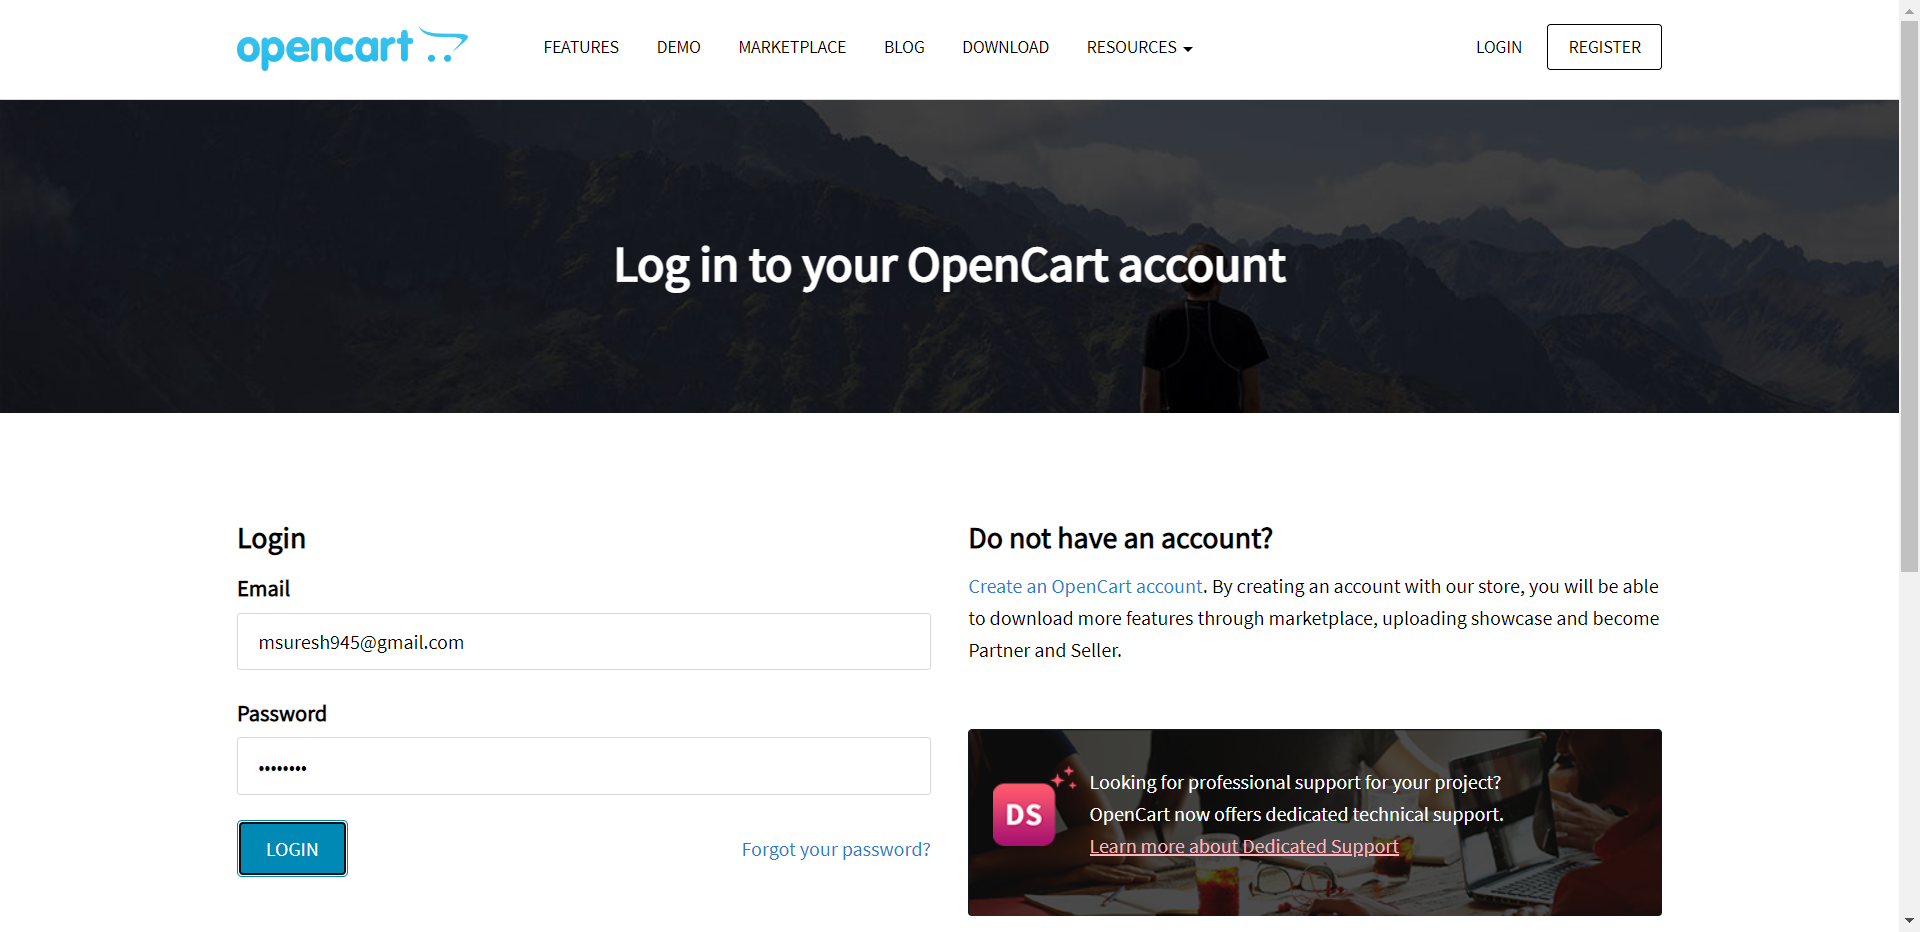 opencart
FEATURES DEMO MARKETPLACE BLOG DOWNLOAD RESOURCES LOGIN REGISTER
Log in to your OpenCart account
Login
Email
msuresh945@gmail.com
Password
••••••••
LOGIN Forgot your password?
Do not have an account?
Create an OpenCart account. By creating an account with our store, you will be able
to download more features through marketplace, uploading showcase and become
Partner and Seller.
DS
Looking for professional support for your project?
OpenCart now offers dedicated technical support.
Learn more about Dedicated Support